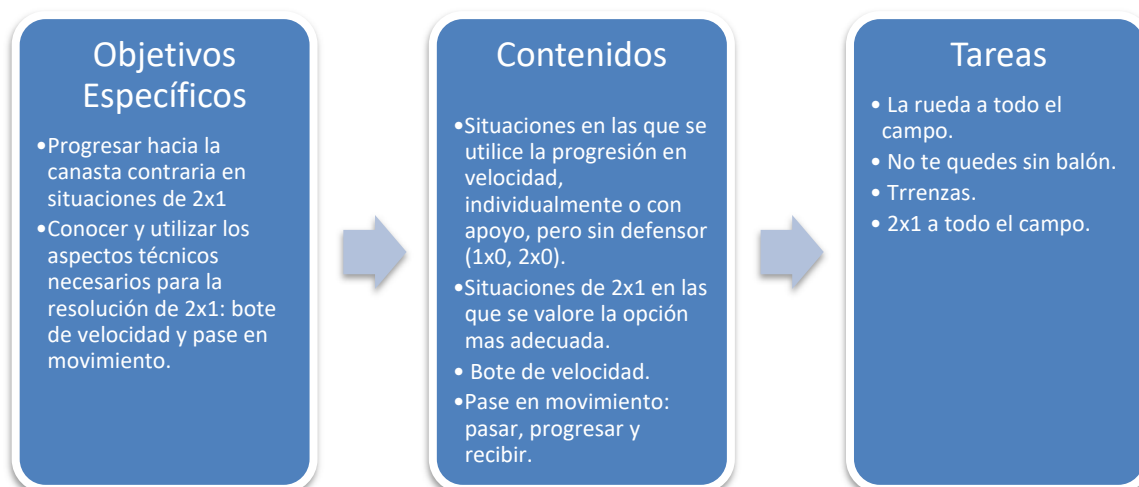 Objetivos
Específicos
•Progresar hacia la
canasta contraria en
situaciones de 2x1
•Conocer y utilizar los
aspectos técnicos
necesarios para la
resolución de 2x1: bote
de velocidad y pase en
movimiento.
Contenidos
•Situaciones en las que se
utilice la progresión en
velocidad,
individualmente o con
apoyo, pero sin defensor
(1x0, 2x0).
•Situaciones de 2x1 en las
que se valore la opción
mas adecuada.
• Bote de velocidad.
•Pase en movimiento:
pasar, progresar y
recibir.
Tareas
• La rueda a todo el
campo.
• No te quedes sin balón.
• Trrenzas.
• 2x1 a todo el campo.